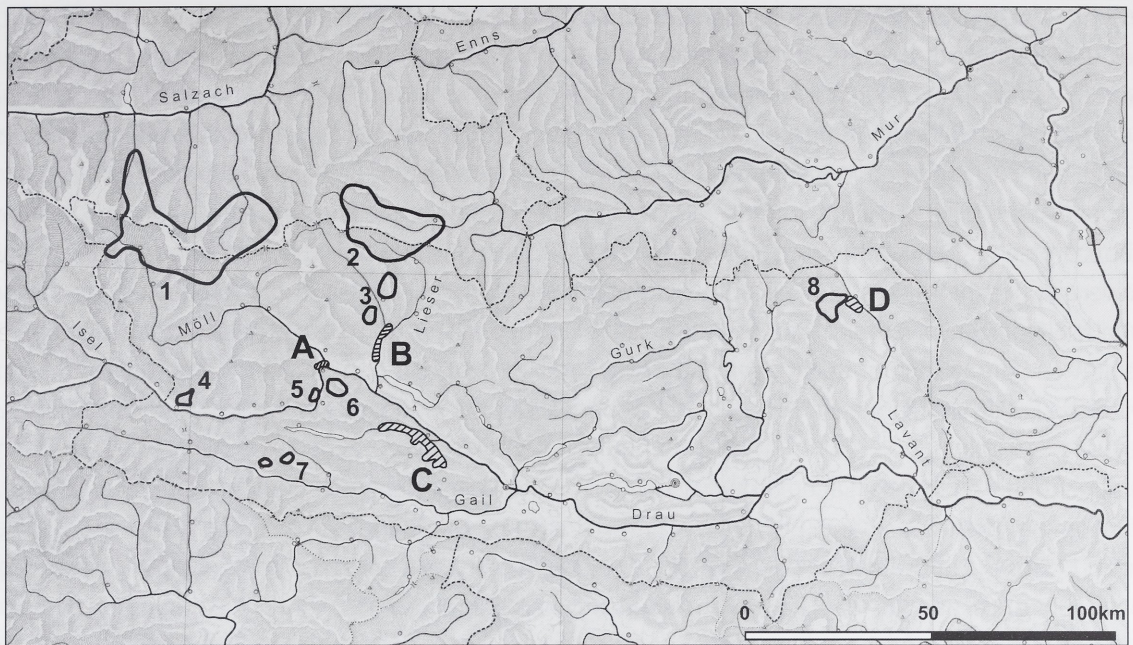 Enns
Salzach
Mur
1
2
3
Lieser
8
D
Möll
Isel
A
B
Gurk
4
5
6
Lavant
7
C
Gail
Drau
0
50
100km